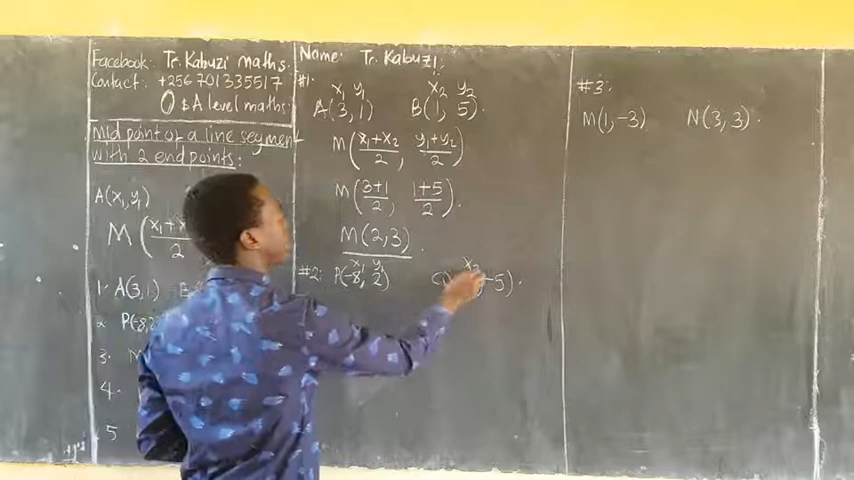 Facebook: Tr. Kabuzi maths.
Contact: +256 701335517
O & A level maths
Mid point of a line segment
with 2 endpoints:
A(x₁, y₁)
M(x₁+x
2
1. A(3,1)
P(-8,2
3.
4.
5
Name: Tr. Kabuzi.
#1.
x₁ y₁ x₂ y₂
A(3,1) B(1, 5).
M(x₁+x₂/2, y₁+y₂/2)
M(3+1/2, 1+5/2).
M(2,3).
x₁ y₁ x₂
#2: P(-8, 2) -5).
#3:
M(1,-3) N(3,3).